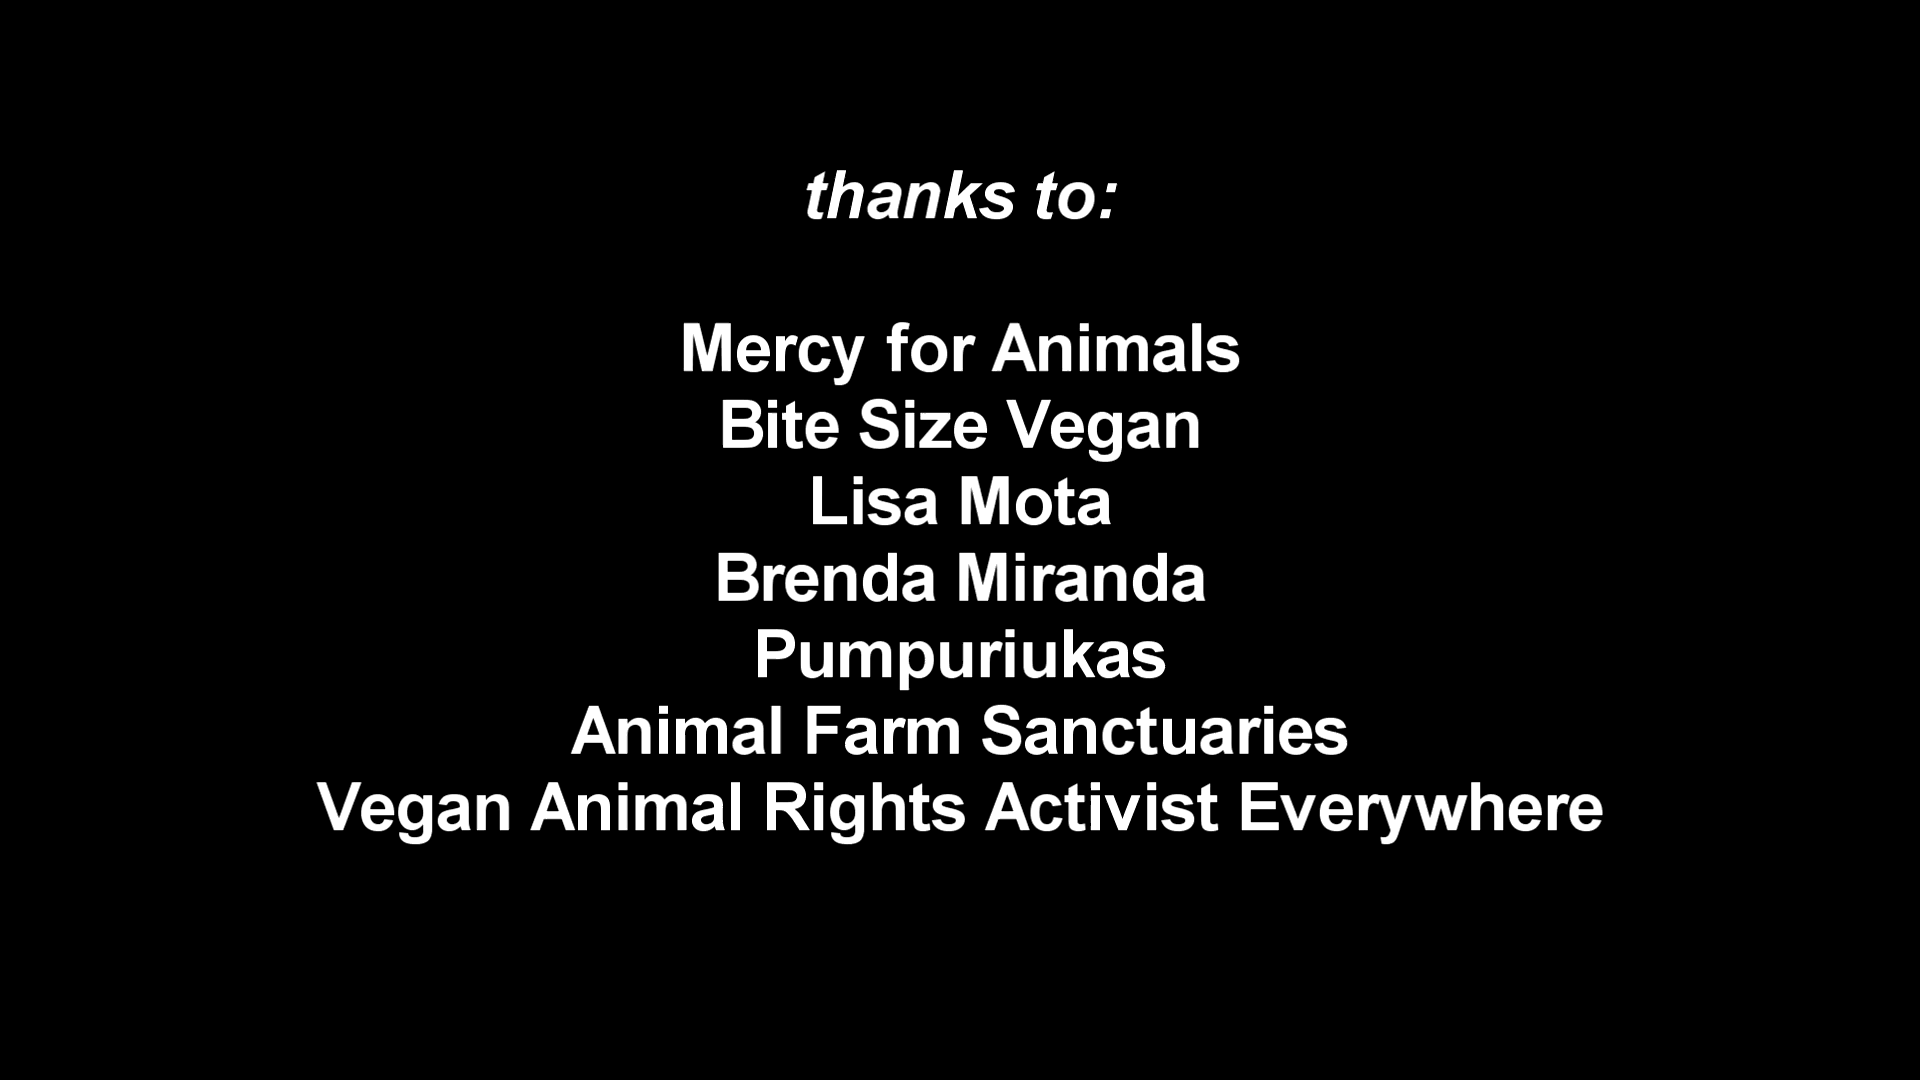 thanks to:
Mercy for Animals
Bite Size Vegan
Lisa Mota
Brenda Miranda
Pumpuriukas
Animal Farm Sanctuaries
Vegan Animal Rights Activist Everywhere